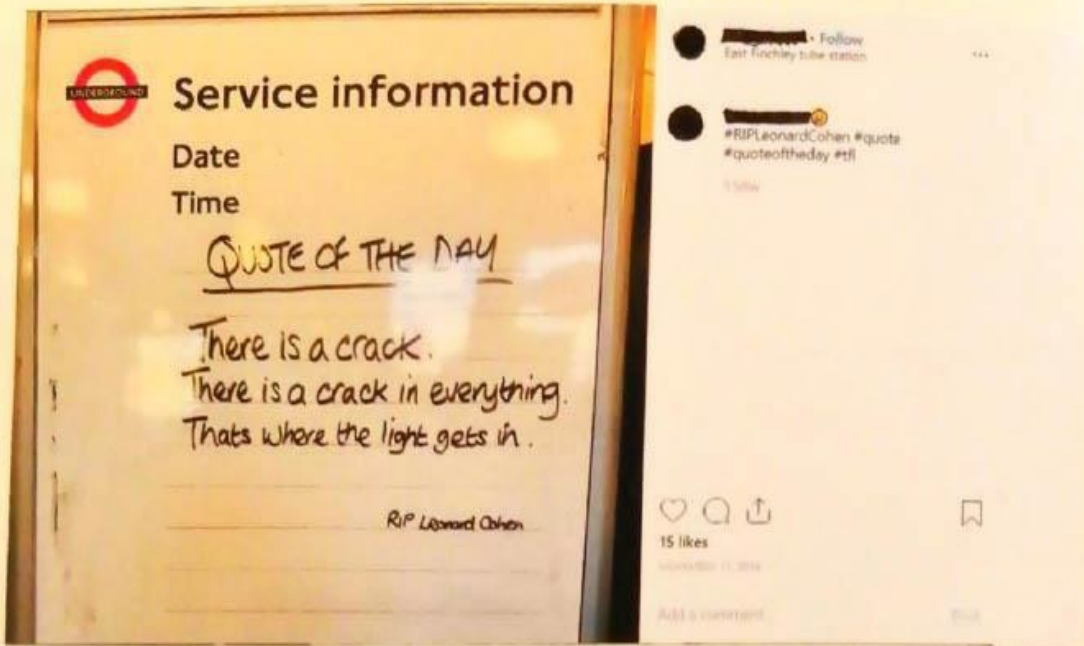 UNDERGROUND
Service information
Date
Time
QUOTE OF THE DAY
There is a crack.
There is a crack in everything.
Thats where the light gets in.
RIP Leonard Cohen
• Follow
East Finchley tube station
#RIPLeonardCohen #quote
#quoteoftheday #tfl
15 likes
Add a comment...